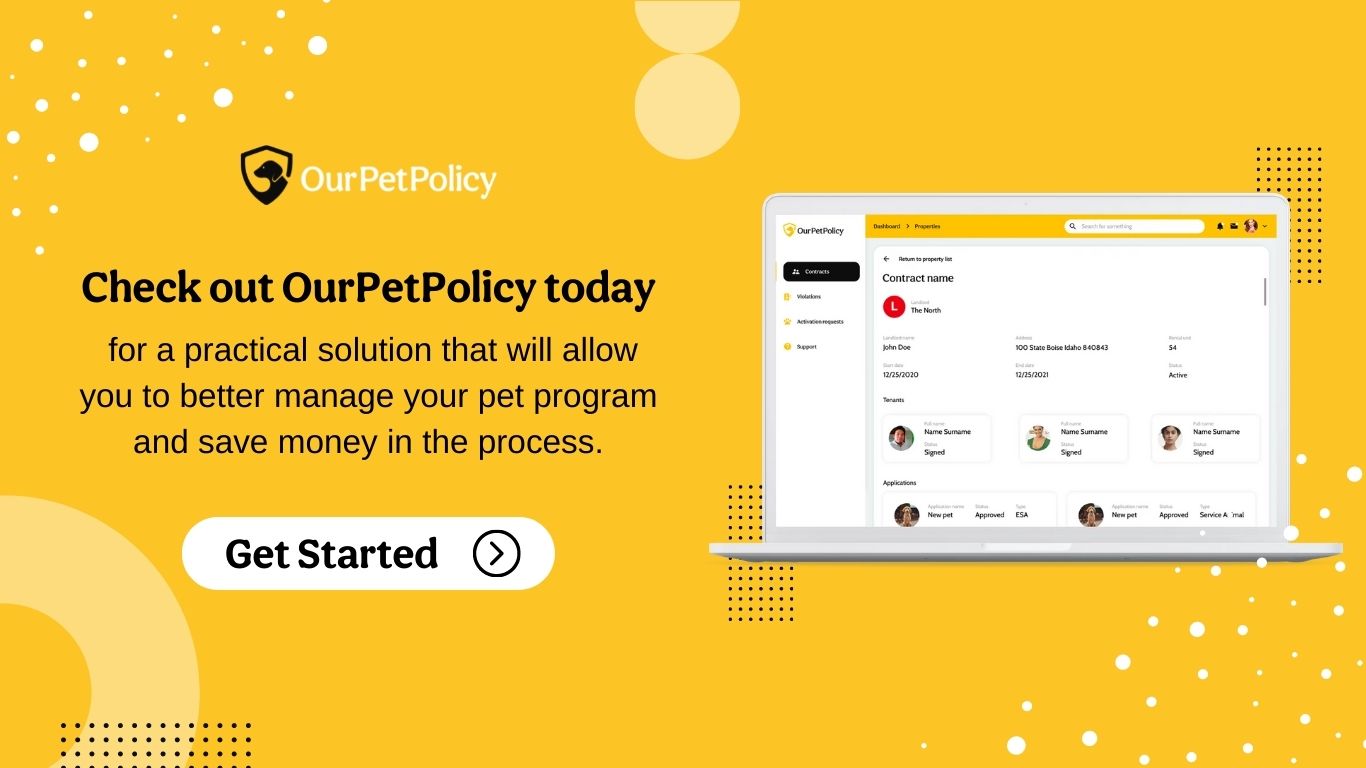 OurPetPolicy
Check out OurPetPolicy today
for a practical solution that will allow
you to better manage your pet program
and save money in the process.
Get Started
OurPetPolicy
Dashboard > Properties
Search for something
Contracts
Violations
Activation requests
Support
Return to property list
Contract name
L
Landlord
The North
Landlord name
Address
Rental unit
John Doe
100 State Boise Idaho 840843
54
Start date
End date
Status
12/25/2020
12/25/2021
Active
Tenants
Full name
Name Surname
Status
Signed
Full name
Name Surname
Status
Signed
Full name
Name Surname
Status
Signed
Applications
Application name Status Type
New pet Approved ESA
Application name Status Type
New pet Approved Service